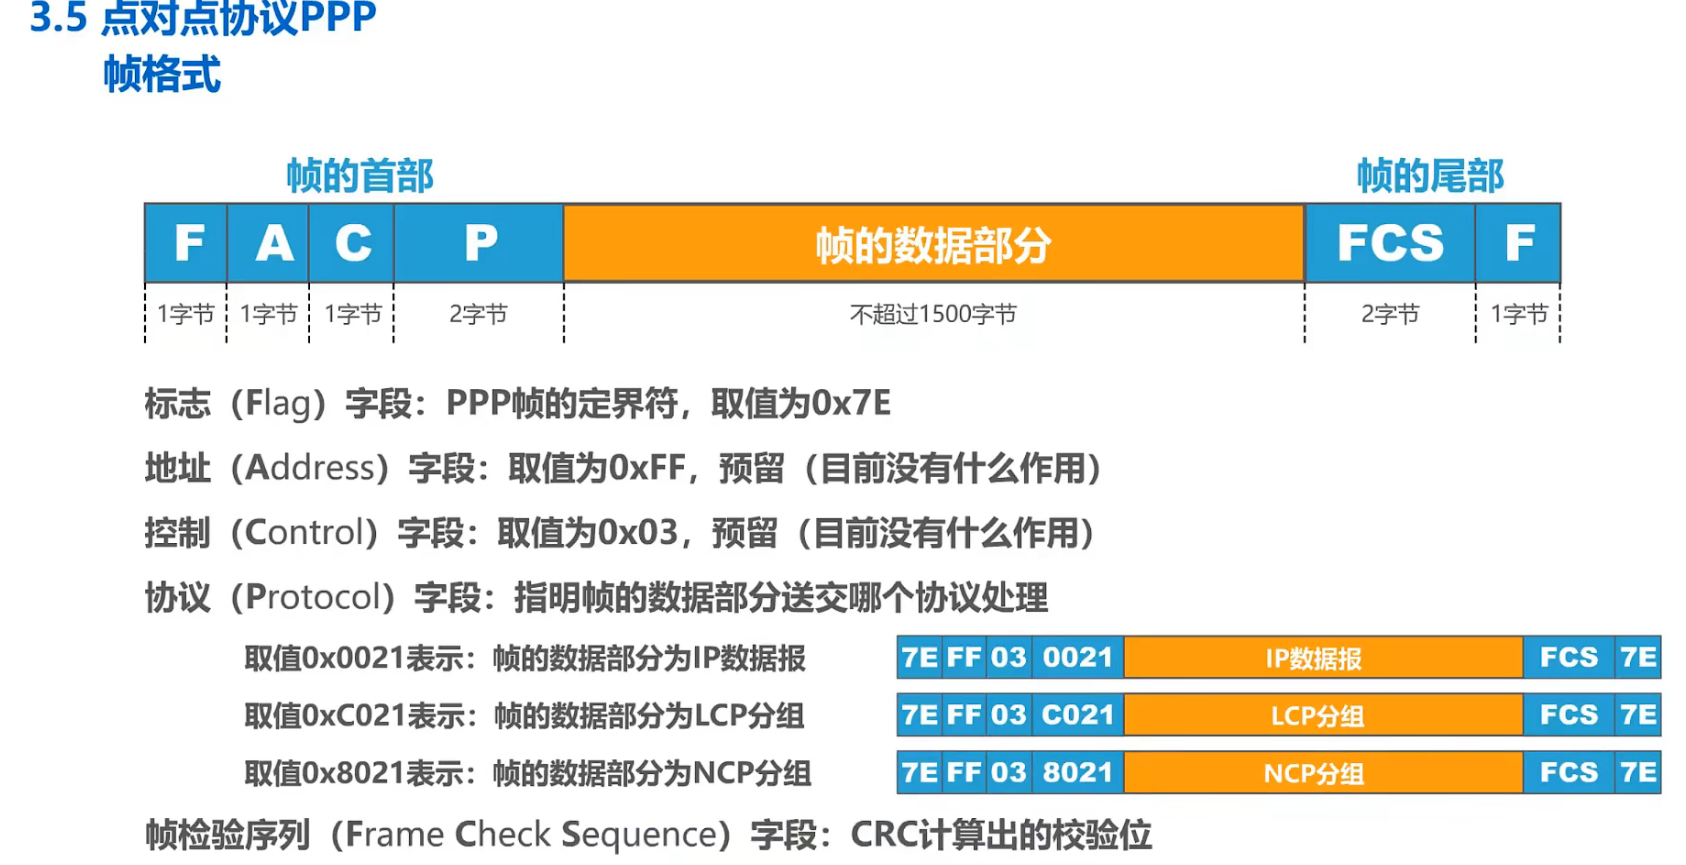 3.5 点对点协议PPP
帧格式
帧的首部 帧的尾部
F A C P 帧的数据部分 FCS F
1字节 1字节 1字节 2字节 不超过1500字节 2字节 1字节
标志（Flag）字段：PPP帧的定界符，取值为0x7E
地址（Address）字段：取值为0xFF，预留（目前没有什么作用）
控制（Control）字段：取值为0x03，预留（目前没有什么作用）
协议（Protocol）字段：指明帧的数据部分送交哪个协议处理
取值0x0021表示：帧的数据部分为IP数据报 7E FF 03 0021 IP数据报 FCS 7E
取值0xC021表示：帧的数据部分为LCP分组 7E FF 03 C021 LCP分组 FCS 7E
取值0x8021表示：帧的数据部分为NCP分组 7E FF 03 8021 NCP分组 FCS 7E
帧检验序列（Frame Check Sequence）字段：CRC计算出的校验位